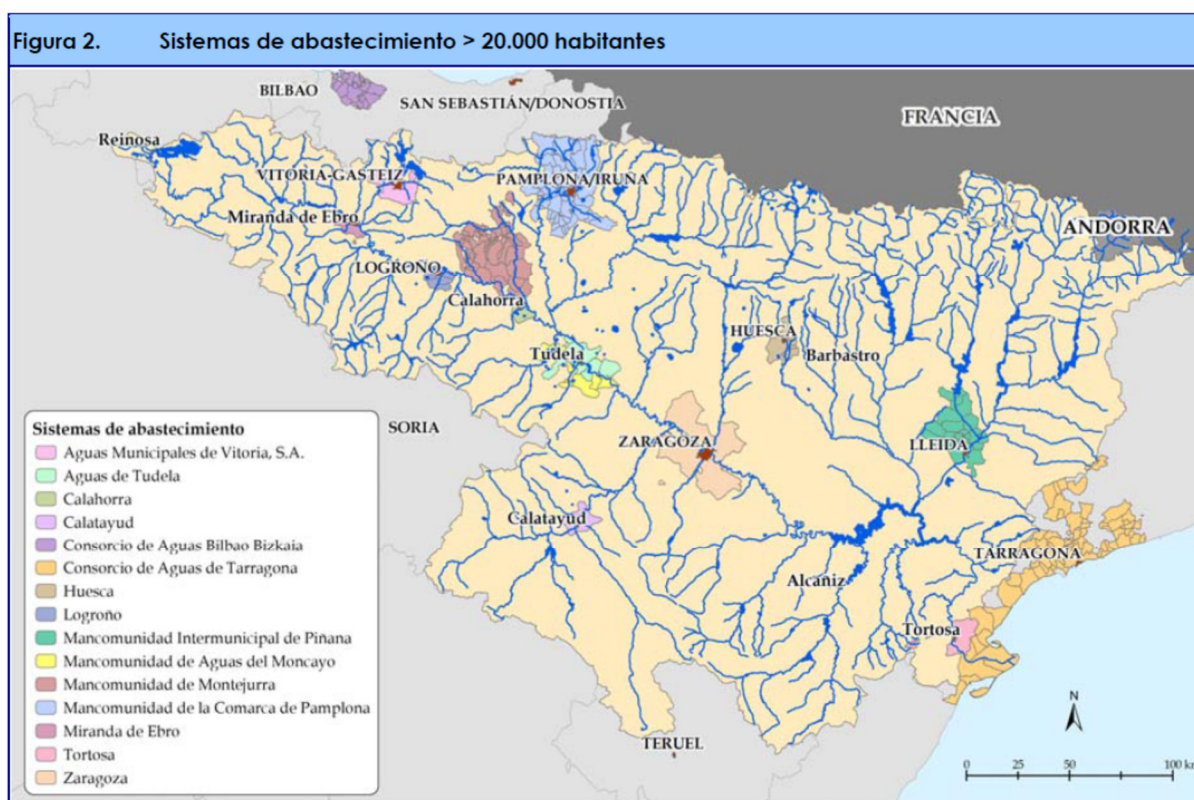 Figura 2. Sistemas de abastecimiento > 20.000 habitantes
BILBAO
SAN SEBASTIÁN/DONOSTIA
FRANCIA
Reinosa
VITORIA-GASTEIZ
PAMPLONA/IRUÑA
Miranda de Ebro
ANDORRA
LOGROÑO
Calahorra
HUESCA
Tudela
Barbastro
SORIA
ZARAGOZA
LLEIDA
Calatayud
TARRAGONA
Alcañiz
Tortosa
TERUEL
Sistemas de abastecimiento
Aguas Municipales de Vitoria, S.A.
Aguas de Tudela
Calahorra
Calatayud
Consorcio de Aguas Bilbao Bizkaia
Consorcio de Aguas de Tarragona
Huesca
Logroño
Mancomunidad Intermunicipal de Piñana
Mancomunidad de Aguas del Moncayo
Mancomunidad de Montejurra
Mancomunidad de la Comarca de Pamplona
Miranda de Ebro
Tortosa
Zaragoza
N
0 25 50 100 km